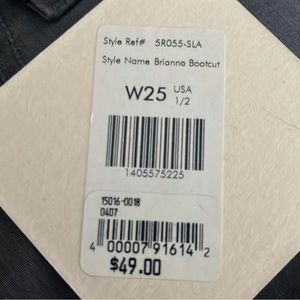 Style Ref# 5R055-SLA
Style Name Brianna Bootcut
W25 USA 1/2
1405575225
15016-0018
0407
4 00007 91614 2
$49.00